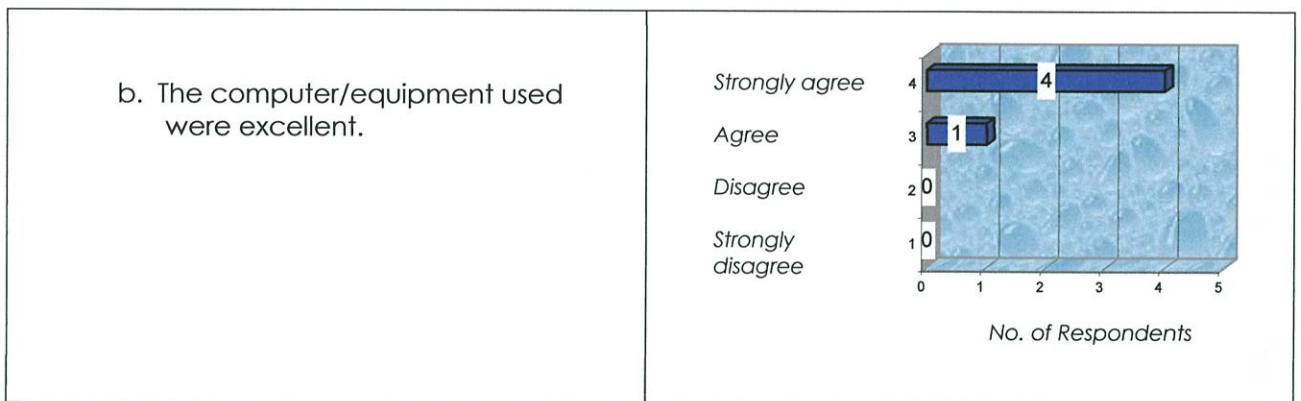 b. The computer/equipment used
were excellent.
Strongly agree
4
4
Agree
3
1
Disagree
2
0
Strongly
disagree
1
0
0 1 2 3 4 5
No. of Respondents